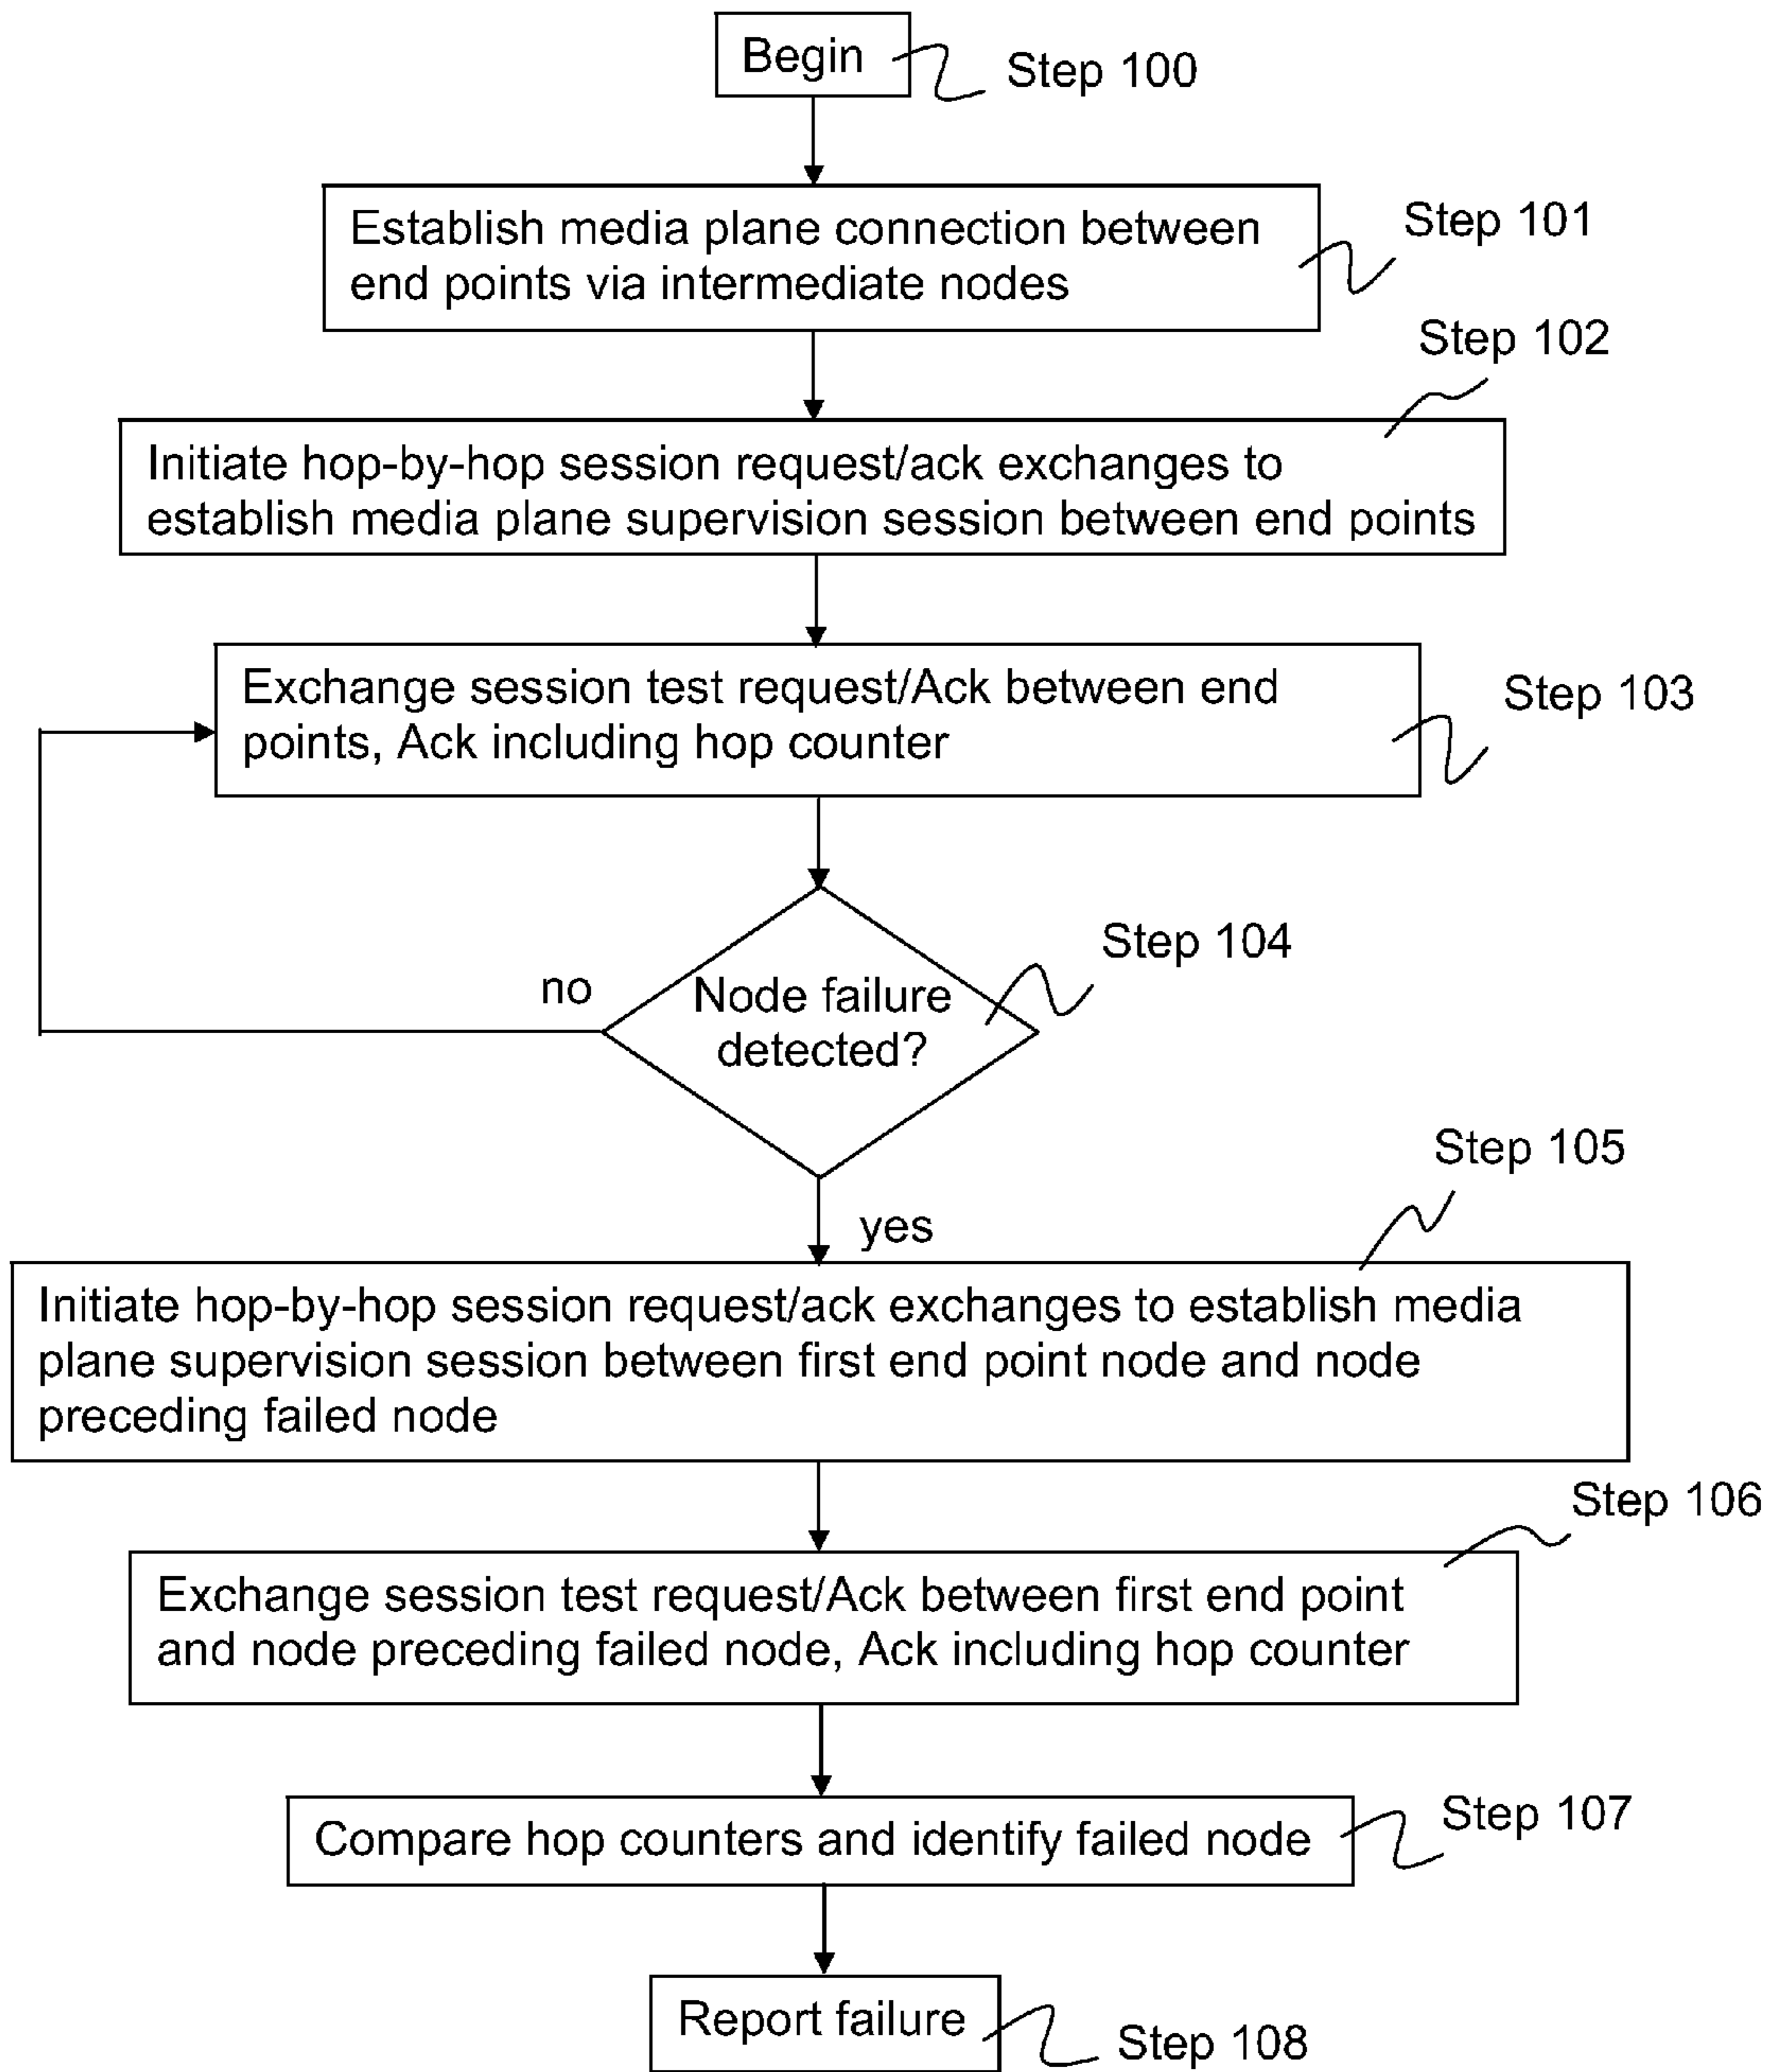 Begin
Step 100
Establish media plane connection between
end points via intermediate nodes
Step 101
Step 102
Initiate hop-by-hop session request/ack exchanges to
establish media plane supervision session between end points
Exchange session test request/Ack between end
points, Ack including hop counter
Step 103
Step 104
no
Node failure
detected?
yes
Step 105
Initiate hop-by-hop session request/ack exchanges to establish media
plane supervision session between first end point node and node
preceding failed node
Step 106
Exchange session test request/Ack between first end point
and node preceding failed node, Ack including hop counter
Compare hop counters and identify failed node
Step 107
Report failure
Step 108